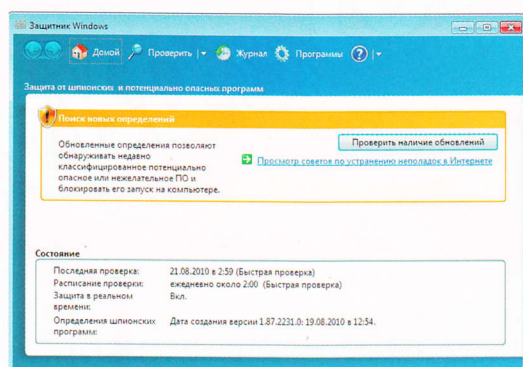 Защитник Windows
Домой Проверить Журнал Программы
Защита от шпионских и потенциально опасных программ
Поиск новых определений
Обновленные определения позволяют
обнаруживать недавно
классифицированное потенциально
опасное или нежелательное ПО и
блокировать его запуск на компьютере.
Проверить наличие обновлений
Просмотр советов по устранению неполадок в Интернете
Состояние
Последняя проверка: 21.08.2010 в 2:59 (Быстрая проверка)
Расписание проверки: ежедневно около 2:00 (Быстрая проверка)
Защита в реальном Вкл.
времени:
Определения шпионских Дата создания версии 1.87.2231.0: 19.08.2010 в 12:54.
программ: